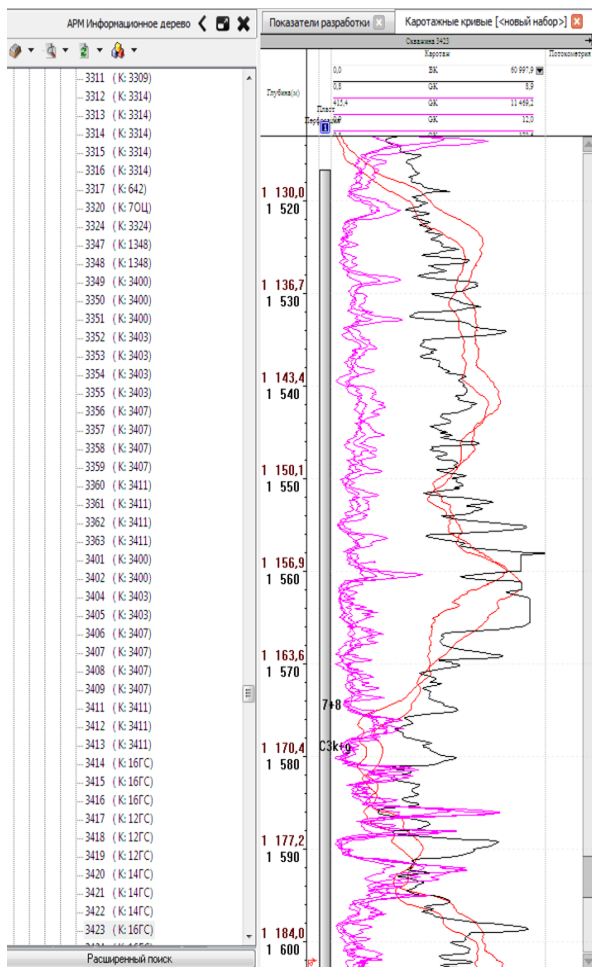 АРМ Информационное дерево
3311 (К: 3309)
3312 (К: 3314)
3313 (К: 3314)
3314 (К: 3314)
3315 (К: 3314)
3316 (К: 3314)
3317 (К: 642)
3320 (К: 7ОЦ)
3324 (К: 3324)
3347 (К: 1348)
3348 (К: 1348)
3349 (К: 3400)
3350 (К: 3400)
3351 (К: 3400)
3352 (К: 3403)
3353 (К: 3403)
3354 (К: 3403)
3355 (К: 3403)
3356 (К: 3407)
3357 (К: 3407)
3358 (К: 3407)
3359 (К: 3407)
3360 (К: 3411)
3361 (К: 3411)
3362 (К: 3411)
3363 (К: 3411)
3401 (К: 3400)
3402 (К: 3400)
3404 (К: 3403)
3405 (К: 3403)
3406 (К: 3407)
3407 (К: 3407)
3408 (К: 3407)
3409 (К: 3407)
3411 (К: 3411)
3412 (К: 3411)
3413 (К: 3411)
3414 (К: 16ГС)
3415 (К: 16ГС)
3416 (К: 16ГС)
3417 (К: 12ГС)
3418 (К: 12ГС)
3419 (К: 12ГС)
3420 (К: 14ГС)
3421 (К: 14ГС)
3422 (К: 14ГС)
3423 (К: 16ГС)
Расширенный поиск
Показатели разработки
Каротажные кривые [<новый набор>]
Скважина 3423
Каротаж
Потокометрия
Глубина(м)
Пласт
Перфорация
1
0,0 БК 60 997,9
0,8 GK 8,9
415,4 GK 11 469,2
GK 12,0
1 130,0
1 520
1 136,7
1 530
1 143,4
1 540
1 150,1
1 550
1 156,9
1 560
1 163,6
1 570
7+8
C3k+g
1 170,4
1 580
1 177,2
1 590
1 184,0
1 600